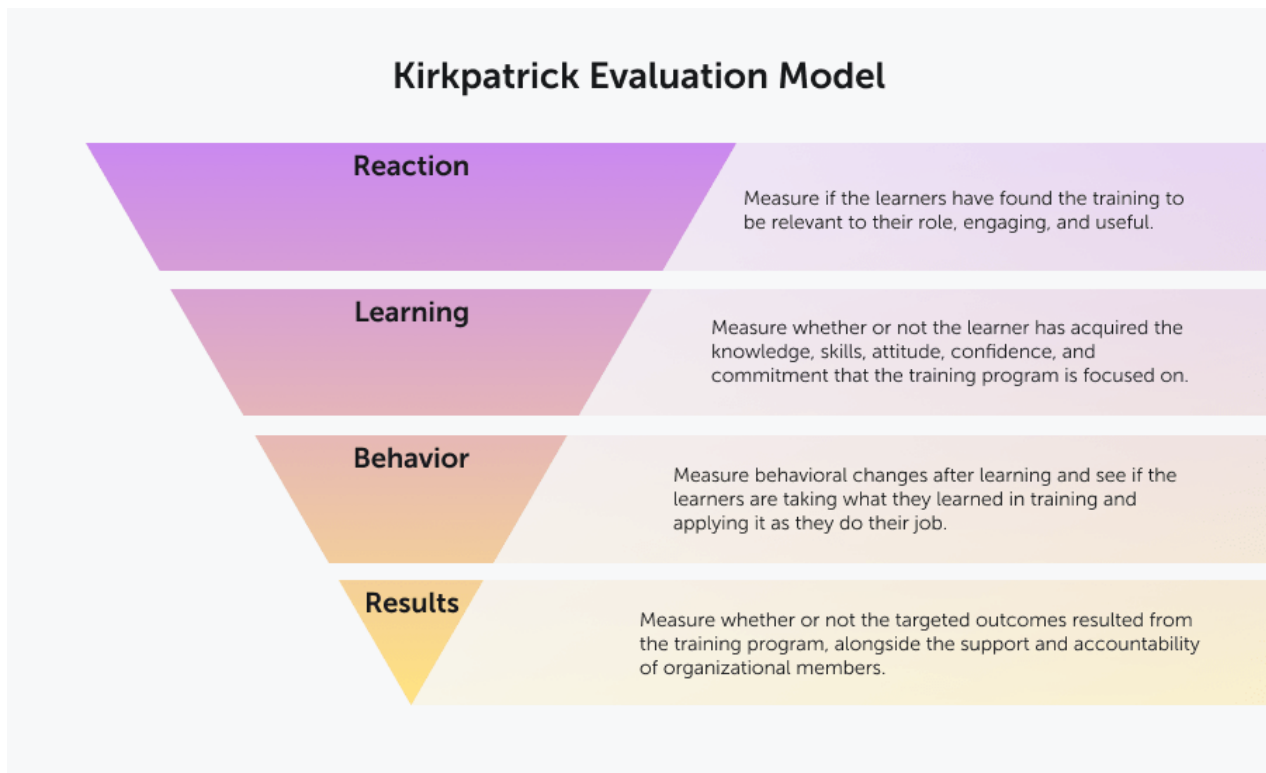 Kirkpatrick Evaluation Model
Reaction
Measure if the learners have found the training to
be relevant to their role, engaging, and useful.
Learning
Measure whether or not the learner has acquired the
knowledge, skills, attitude, confidence, and
commitment that the training program is focused on.
Behavior
Measure behavioral changes after learning and see if the
learners are taking what they learned in training and
applying it as they do their job.
Results
Measure whether or not the targeted outcomes resulted from
the training program, alongside the support and accountability
of organizational members.